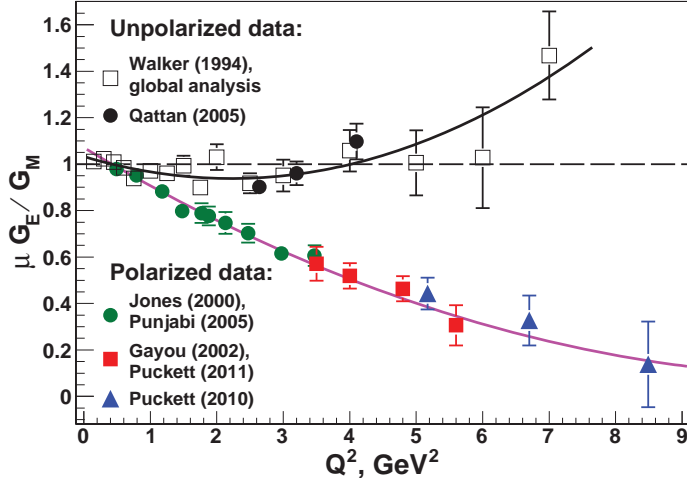 1.6
1.4
1.2
1
0.8
0.6
0.4
0.2
0
μ G_E / G_M
Unpolarized data:
Walker (1994),
global analysis
Qattan (2005)
Polarized data:
Jones (2000),
Punjabi (2005)
Gayou (2002),
Puckett (2011)
Puckett (2010)
0 1 2 3 4 5 6 7 8 9
Q², GeV²